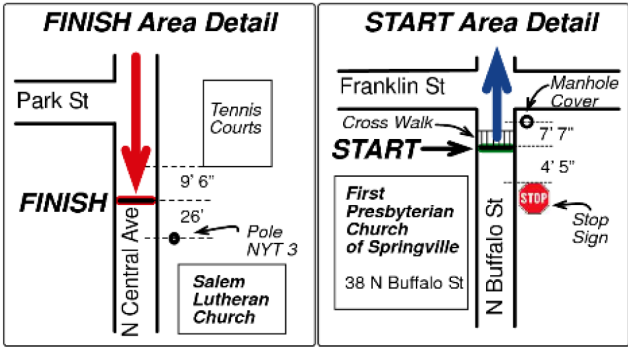 FINISH Area Detail
Park St
Tennis
Courts
9' 6"
FINISH
26'
Pole
NYT 3
N Central Ave
Salem
Lutheran
Church
START Area Detail
Franklin St
Manhole
Cover
Cross Walk
7' 7"
START
4' 5"
STOP
First
Presbyterian
Church
of Springville
38 N Buffalo St
N Buffalo St
Stop
Sign